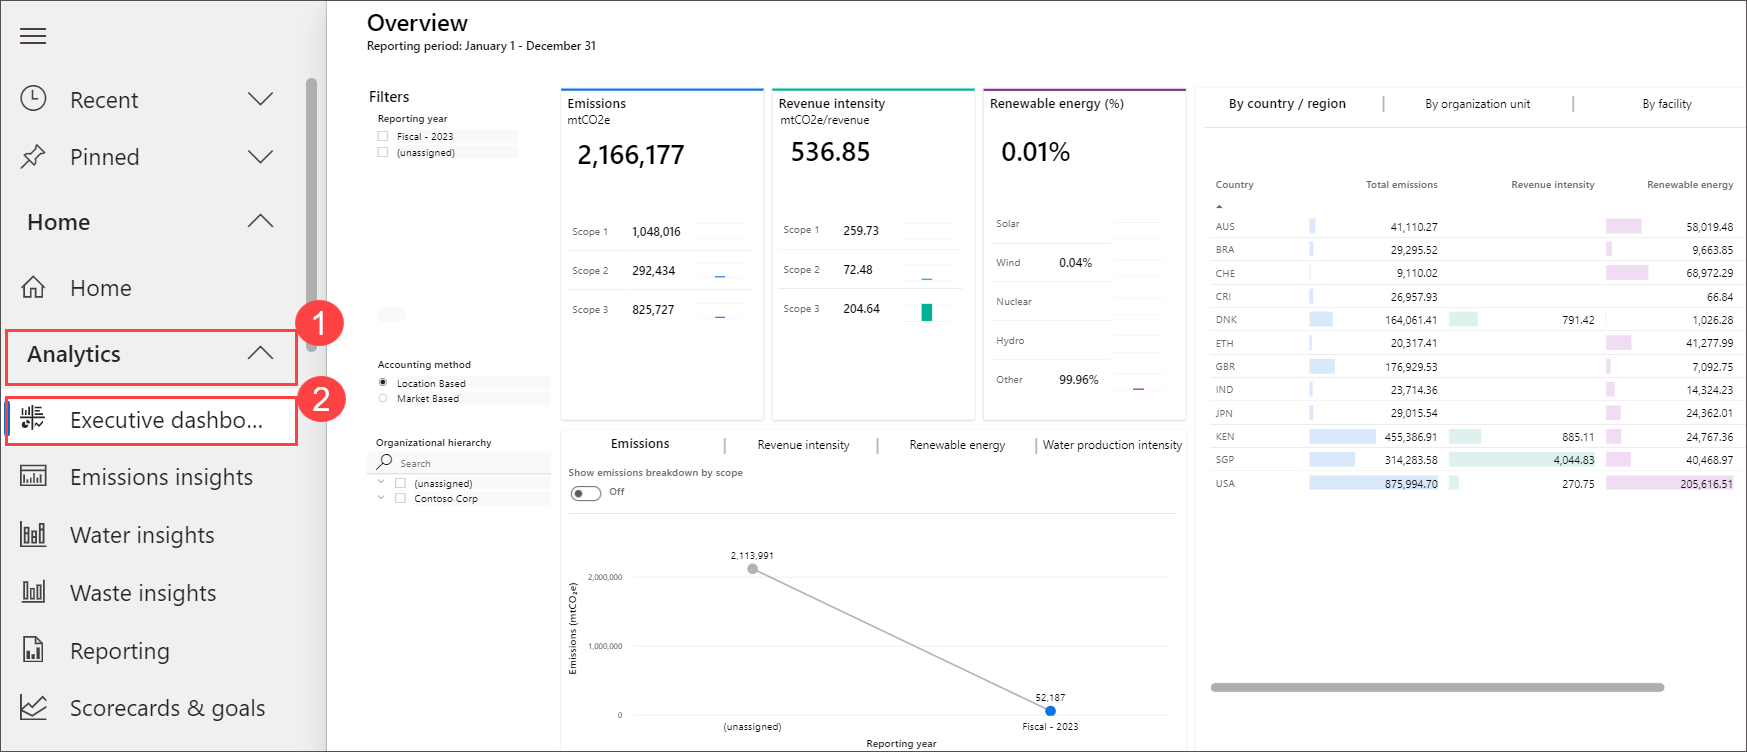 Recent
Pinned
Home
Home
1
Analytics
2
Executive dashbo...
Emissions insights
Water insights
Waste insights
Reporting
Scorecards & goals
Overview
Reporting period: January 1 - December 31
Filters
Reporting year
Fiscal - 2023
(unassigned)
Accounting method
Location Based
Market Based
Organizational hierarchy
Search
(unassigned)
Contoso Corp
Emissions
mtCO2e
2,166,177
Scope 1 1,048,016
Scope 2 292,434
Scope 3 825,727
Revenue intensity
mtCO2e/revenue
536.85
Scope 1 259.73
Scope 2 72.48
Scope 3 204.64
Renewable energy (%)
0.01%
Solar
Wind 0.04%
Nuclear
Hydro
Other 99.96%
Emissions | Revenue intensity | Renewable energy | Water production intensity
Show emissions breakdown by scope
Off
2,113,991
2,000,000
Emissions (mtCO₂e)
1,000,000
52,187
0
(unassigned) Fiscal - 2023
Reporting year
By country / region | By organization unit | By facility
Country Total emissions Revenue intensity Renewable energy
AUS 41,110.27 58,019.48
BRA 29,295.52 9,663.85
CHE 9,110.02 68,972.29
CRI 26,957.93 66.84
DNK 164,061.41 791.42 1,026.28
ETH 20,317.41 41,277.99
GBR 176,929.53 7,092.75
IND 23,714.36 14,324.23
JPN 29,015.54 24,362.01
KEN 455,386.91 885.11 24,767.36
SGP 314,283.58 4,044.83 40,468.97
USA 875,994.70 270.75 205,616.51